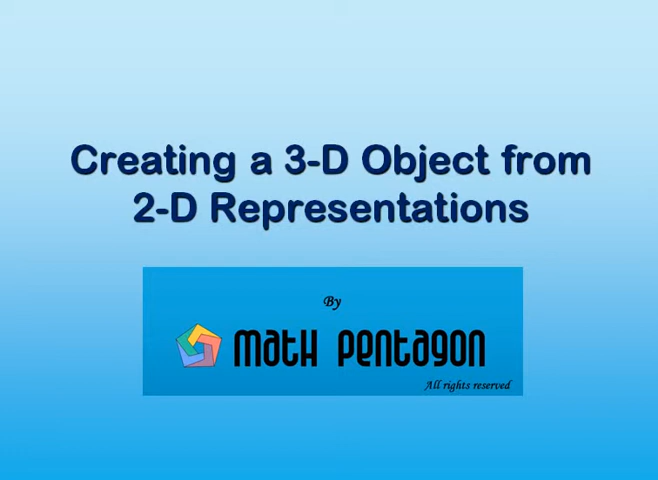 Creating a 3-D Object from
2-D Representations
By
math pentagon
All rights reserved